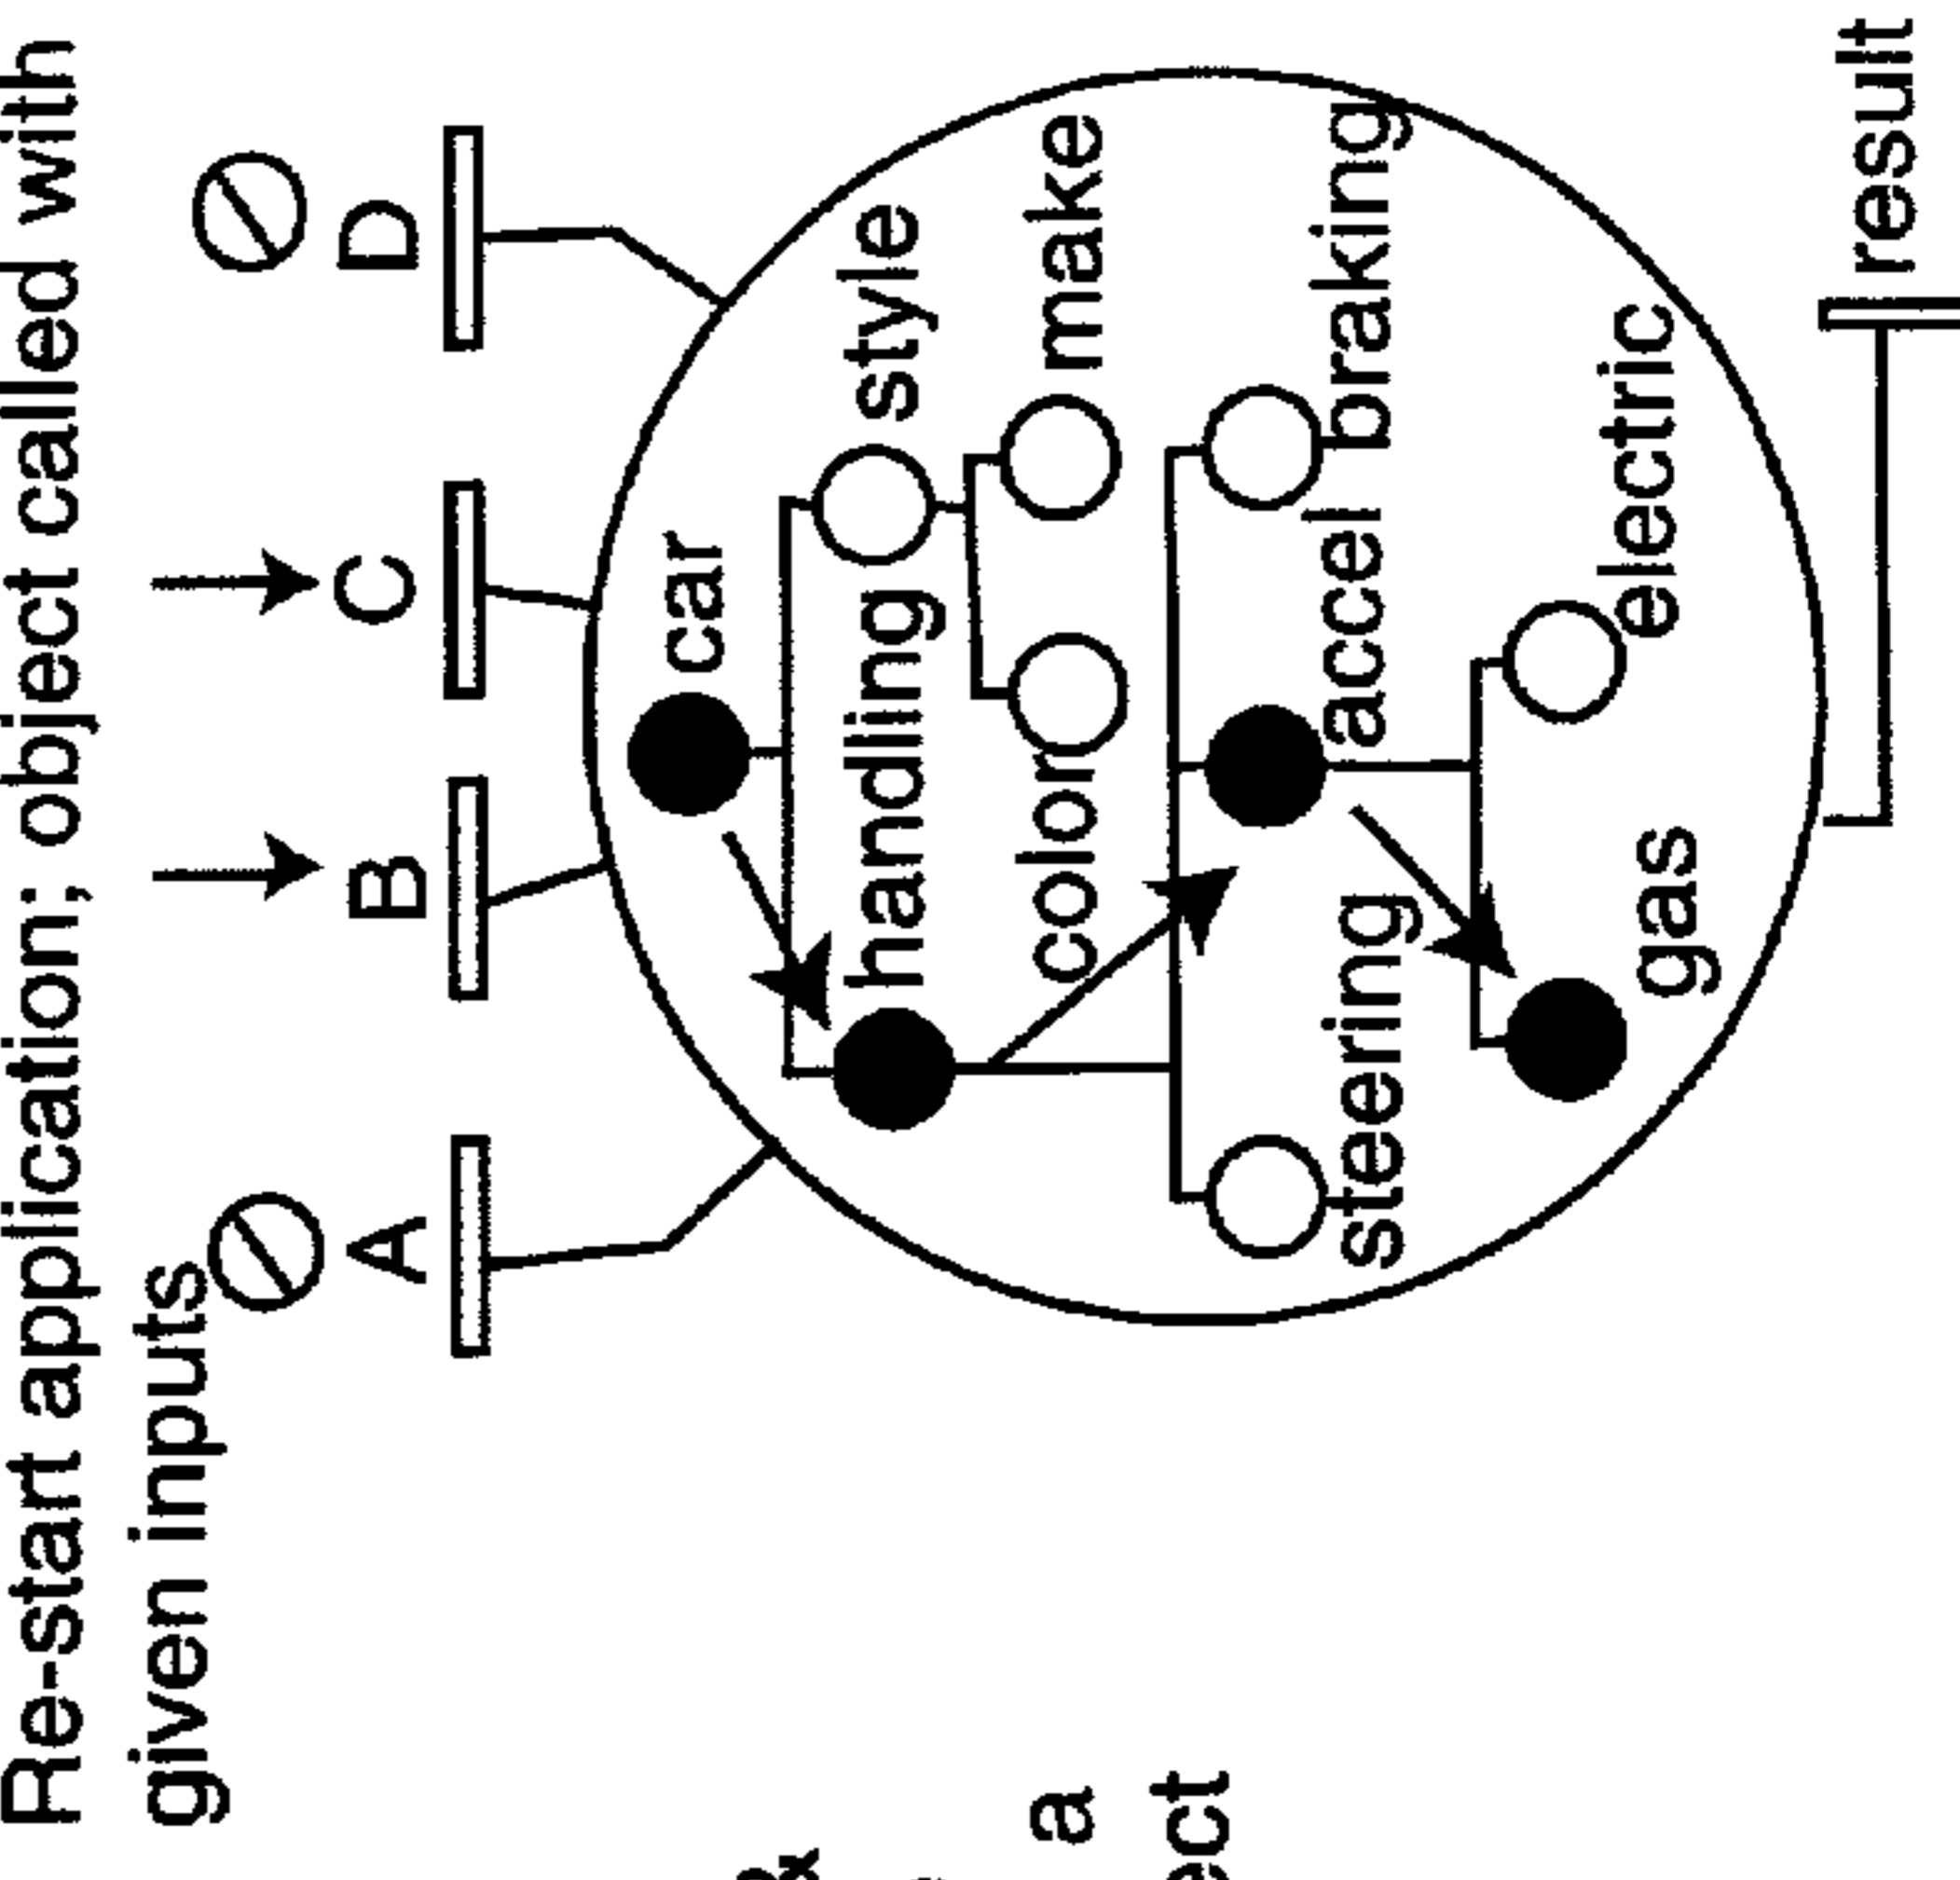 Re-start application; object called with
given inputs
A B C D
car
handling style
color make
steering accel braking
gas electric
result
a